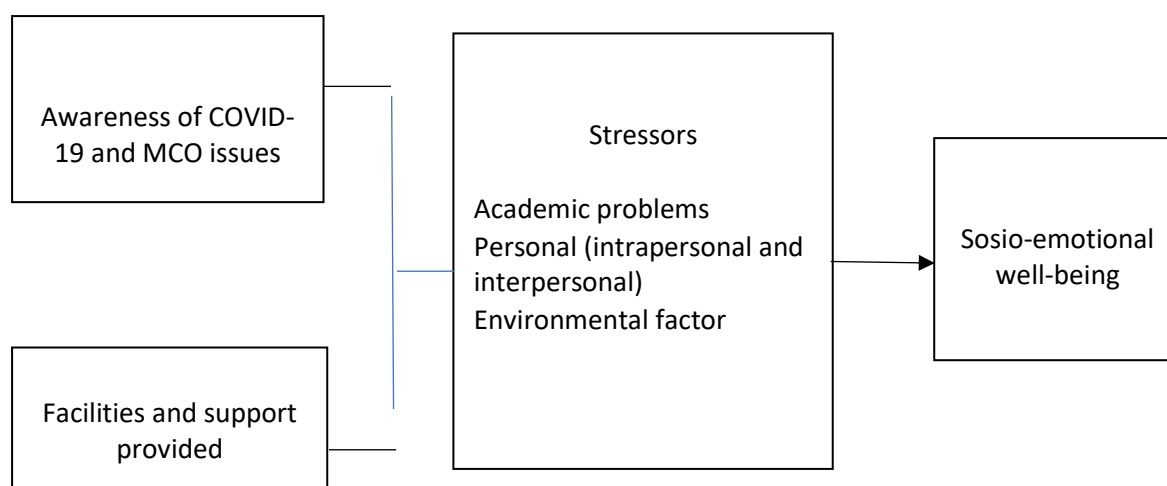 Awareness of COVID-
19 and MCO issues
Facilities and support
provided
Stressors
Academic problems
Personal (intrapersonal and
interpersonal)
Environmental factor
Sosio-emotional
well-being